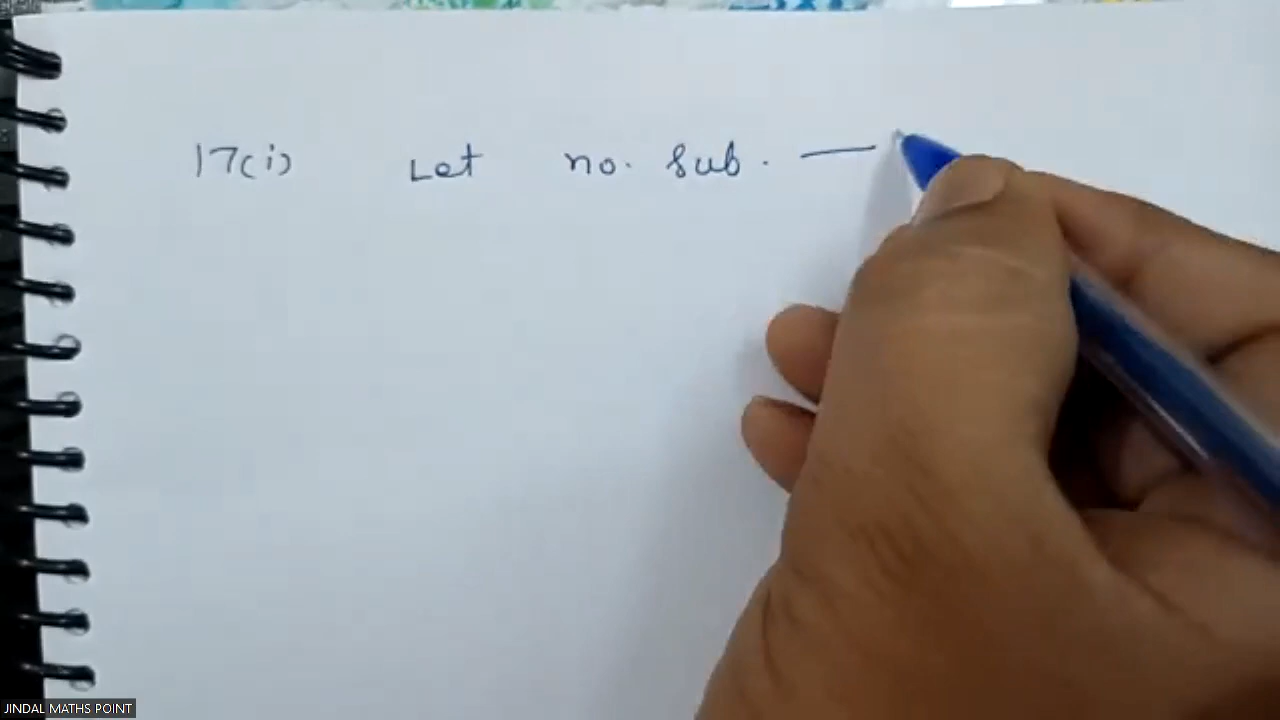 17(i) Let no. sub. —
JINDAL MATHS POINT